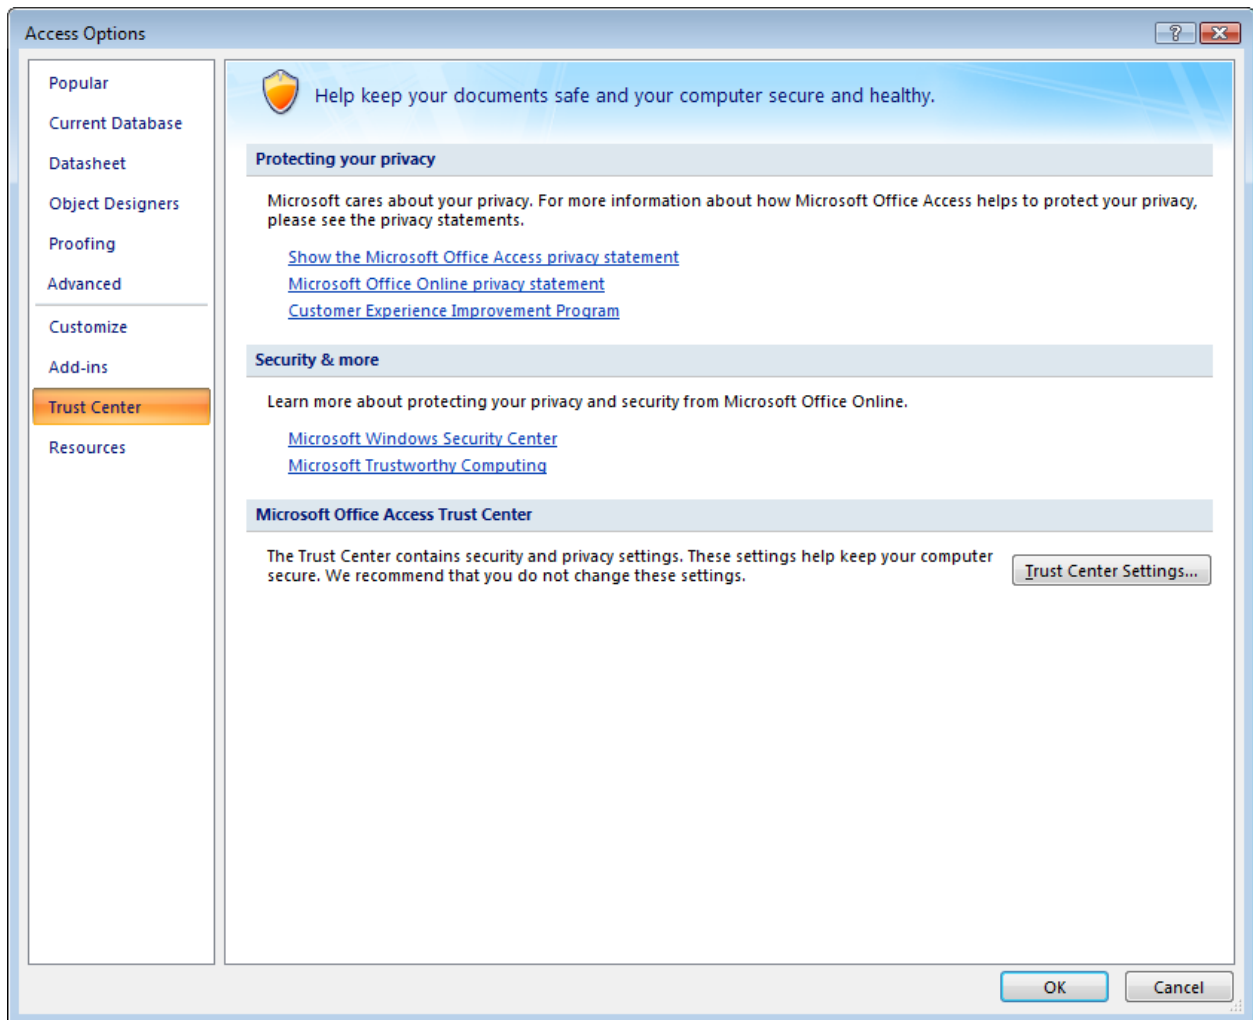 Access Options
Popular
Current Database
Datasheet
Object Designers
Proofing
Advanced
Customize
Add-ins
Trust Center
Resources
Help keep your documents safe and your computer secure and healthy.
Protecting your privacy
Microsoft cares about your privacy. For more information about how Microsoft Office Access helps to protect your privacy,
please see the privacy statements.
Show the Microsoft Office Access privacy statement
Microsoft Office Online privacy statement
Customer Experience Improvement Program
Security & more
Learn more about protecting your privacy and security from Microsoft Office Online.
Microsoft Windows Security Center
Microsoft Trustworthy Computing
Microsoft Office Access Trust Center
The Trust Center contains security and privacy settings. These settings help keep your computer
secure. We recommend that you do not change these settings.
Trust Center Settings...
OK
Cancel